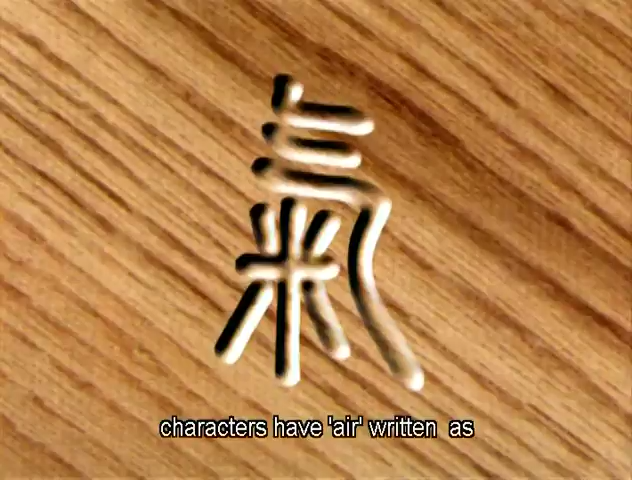 氣
characters have 'air' written  as